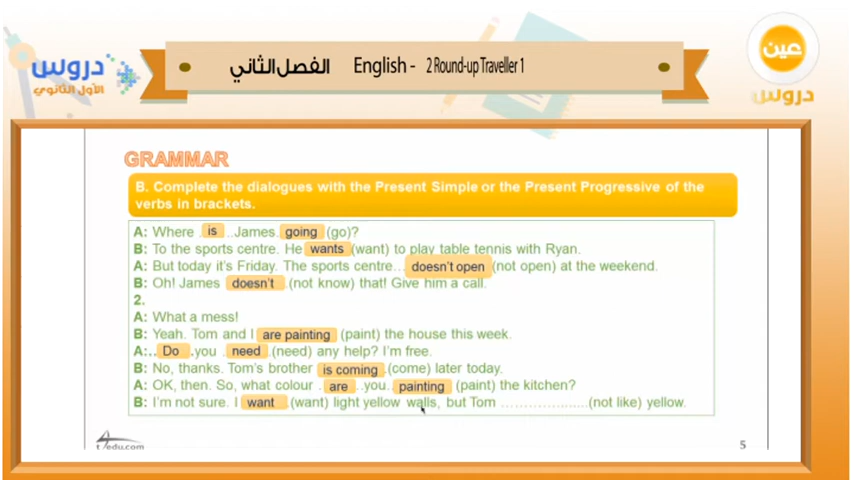 دروس
الأول الثانوي
الفصل الثاني English - 2 Round-up Traveller 1
عين
دروس
GRAMMAR
B. Complete the dialogues with the Present Simple or the Present Progressive of the
verbs in brackets.
A: Where .is...James.going (go)?
B: To the sports centre. He wants (want) to play table tennis with Ryan.
A: But today it's Friday. The sports centre... doesn't open (not open) at the weekend.
B: Oh! James doesn't .(not know) that! Give him a call.
2.
A: What a mess!
B: Yeah. Tom and I are painting (paint) the house this week.
A:.. Do .you .need.(need) any help? I'm free.
B: No, thanks. Tom's brother is coming.(come) later today.
A: OK, then. So, what colour .are..you..painting (paint) the kitchen?
B: I'm not sure. I want.(want) light yellow walls, but Tom ......................(not like) yellow.
t4edu.com
5